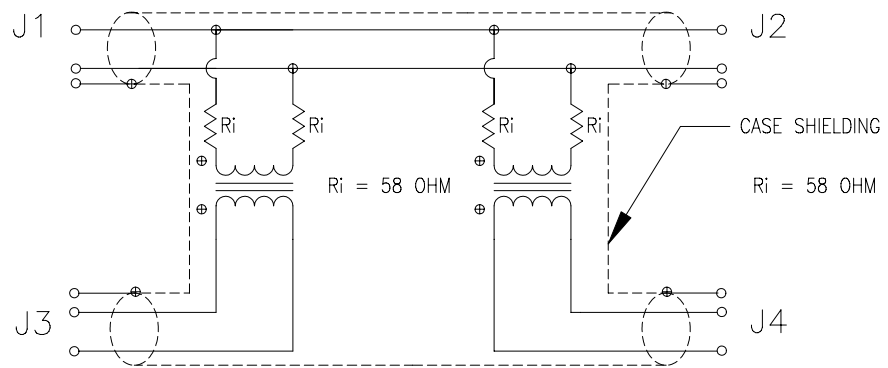 J1
J2
Ri
Ri
Ri
Ri
CASE SHIELDING
Ri = 58 OHM
Ri = 58 OHM
J3
J4